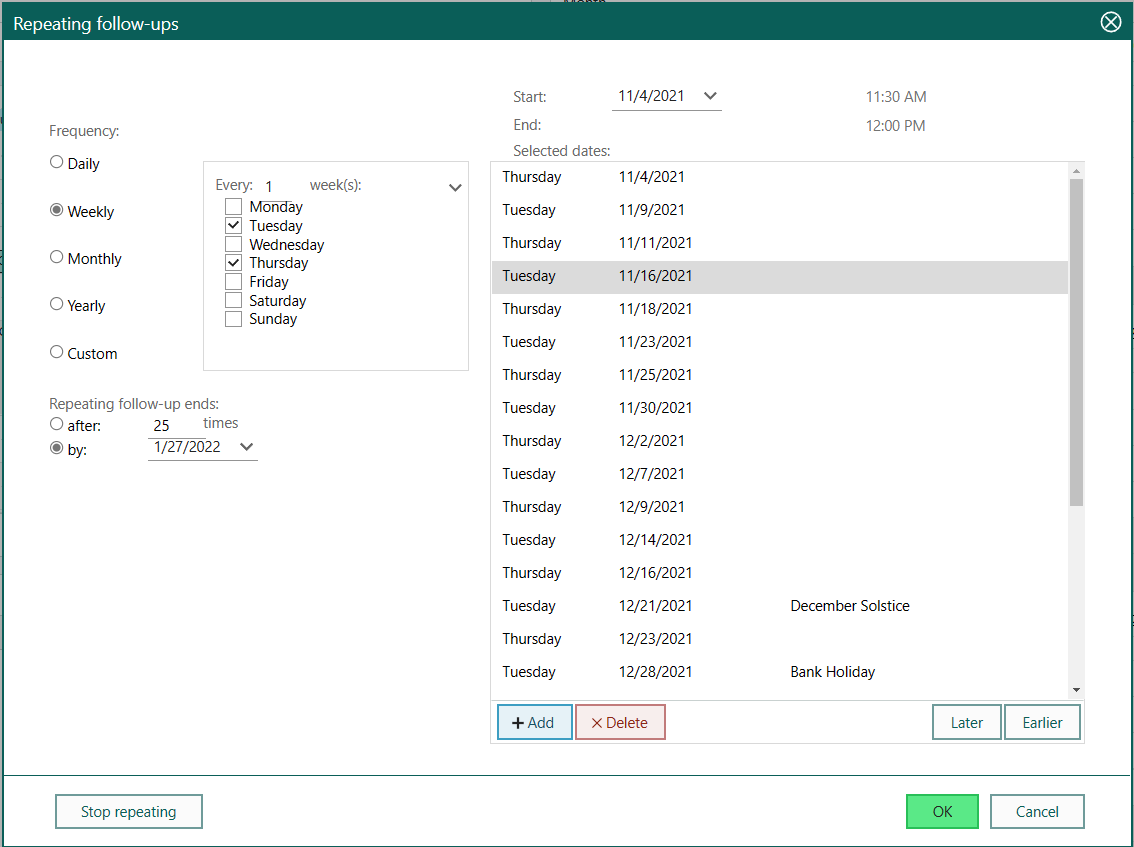 Repeating follow-ups
Start: 11/4/2021 11:30 AM
End: 12:00 PM
Selected dates:
Frequency:
Daily
Weekly
Monthly
Yearly
Custom
Every: 1 week(s):
Monday
Tuesday
Wednesday
Thursday
Friday
Saturday
Sunday
Repeating follow-up ends:
after: 25 times
by: 1/27/2022
Thursday 11/4/2021
Tuesday 11/9/2021
Thursday 11/11/2021
Tuesday 11/16/2021
Thursday 11/18/2021
Tuesday 11/23/2021
Thursday 11/25/2021
Tuesday 11/30/2021
Thursday 12/2/2021
Tuesday 12/7/2021
Thursday 12/9/2021
Tuesday 12/14/2021
Thursday 12/16/2021
Tuesday 12/21/2021 December Solstice
Thursday 12/23/2021
Tuesday 12/28/2021 Bank Holiday
Add Delete Later Earlier
Stop repeating OK Cancel